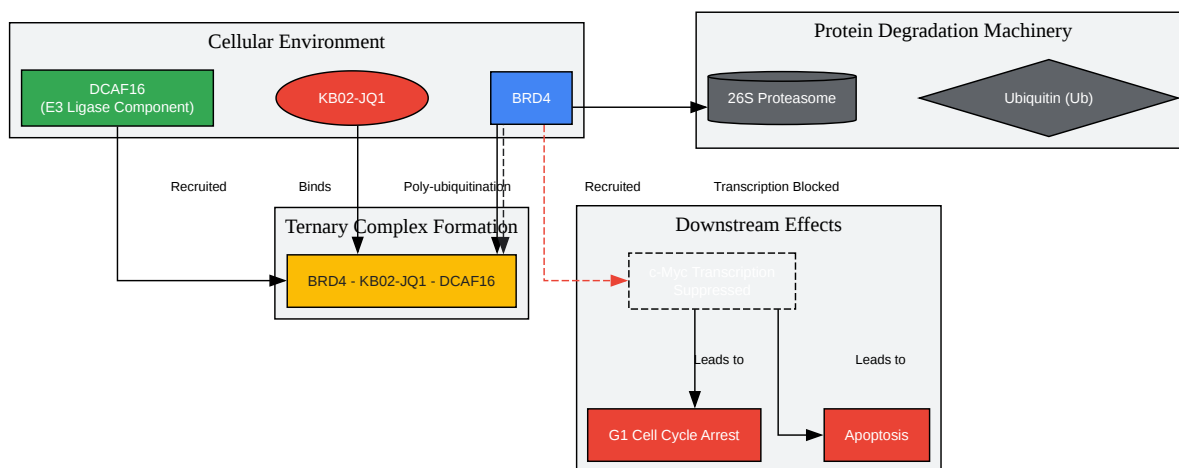 Cellular Environment
Protein Degradation Machinery
DCAF16
(E3 Ligase Component)
KB02-JQ1
BRD4
26S Proteasome
Ubiquitin (Ub)
Recruited
Binds
Poly-ubiquitination
Recruited
Transcription Blocked
Ternary Complex Formation
Downstream Effects
BRD4 - KB02-JQ1 - DCAF16
c-Myc Transcription
Suppressed
Leads to
Leads to
G1 Cell Cycle Arrest
Apoptosis